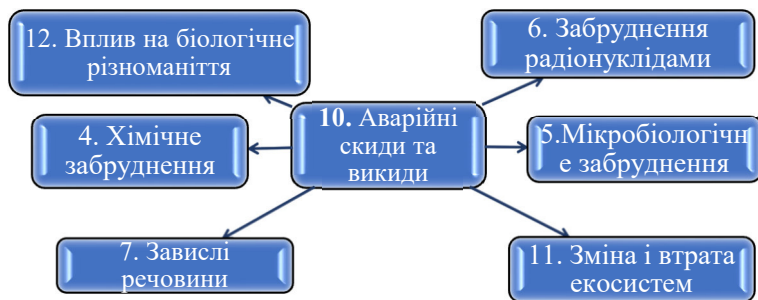 12. Вплив на біологічне
різноманіття
6. Забруднення
радіонуклідами
4. Хімічне
забруднення
10. Аварійні
скиди та
викиди
5.Мікробіологічн
е забруднення
7. Завислі
речовини
11. Зміна і втрата
екосистем